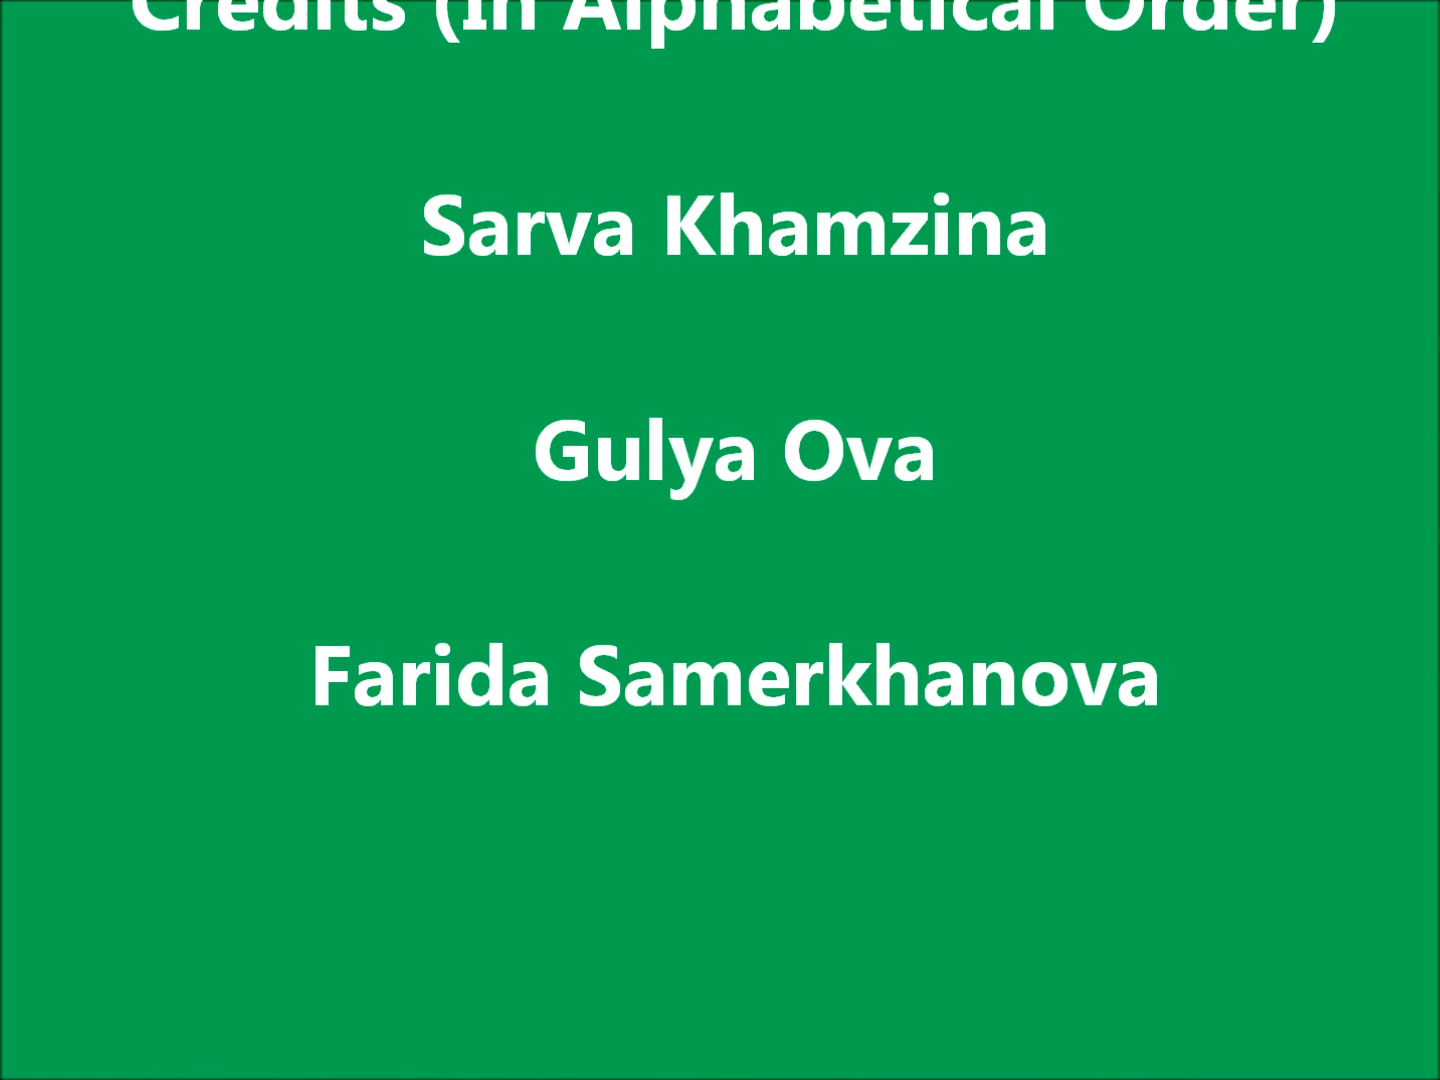 Credits (In Alphabetical Order)
Sarva Khamzina
Gulya Ova
Farida Samerkhanova